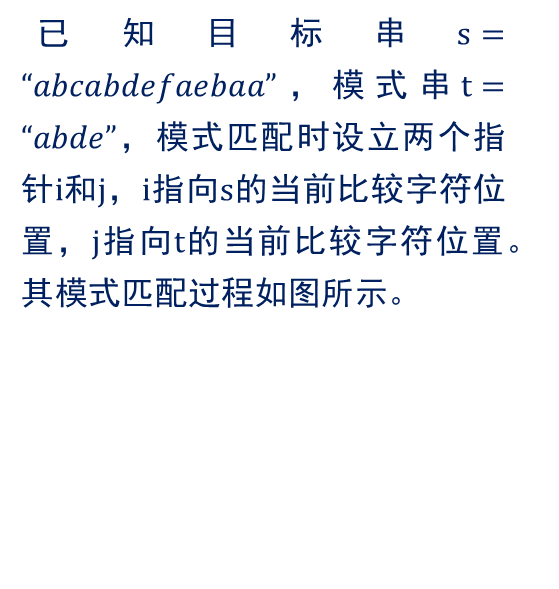 已知目标串s=
“abcabdefaebaa”，模式串t=
“abde”，模式匹配时设立两个指
针i和j，i指向s的当前比较字符位
置，j指向t的当前比较字符位置。
其模式匹配过程如图所示。